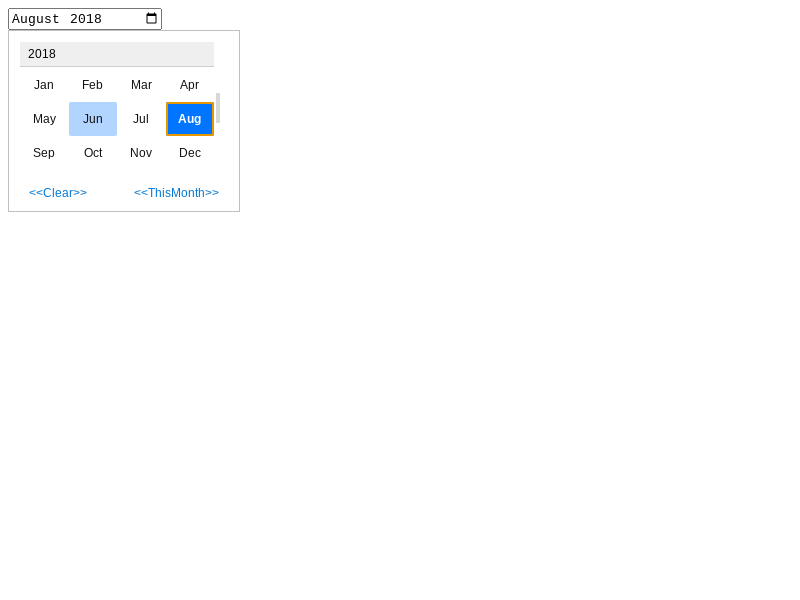 August 2018
2018
Jan Feb Mar Apr
May Jun Jul Aug
Sep Oct Nov Dec
<<Clear>> <<ThisMonth>>